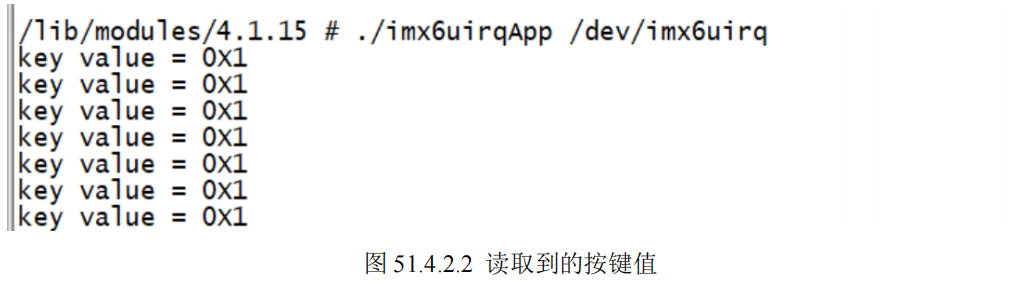 /lib/modules/4.1.15 # ./imx6uirqApp /dev/imx6uirq
key value = 0X1
key value = 0X1
key value = 0X1
key value = 0X1
key value = 0X1
key value = 0X1
key value = 0X1
图 51.4.2.2 读取到的按键值